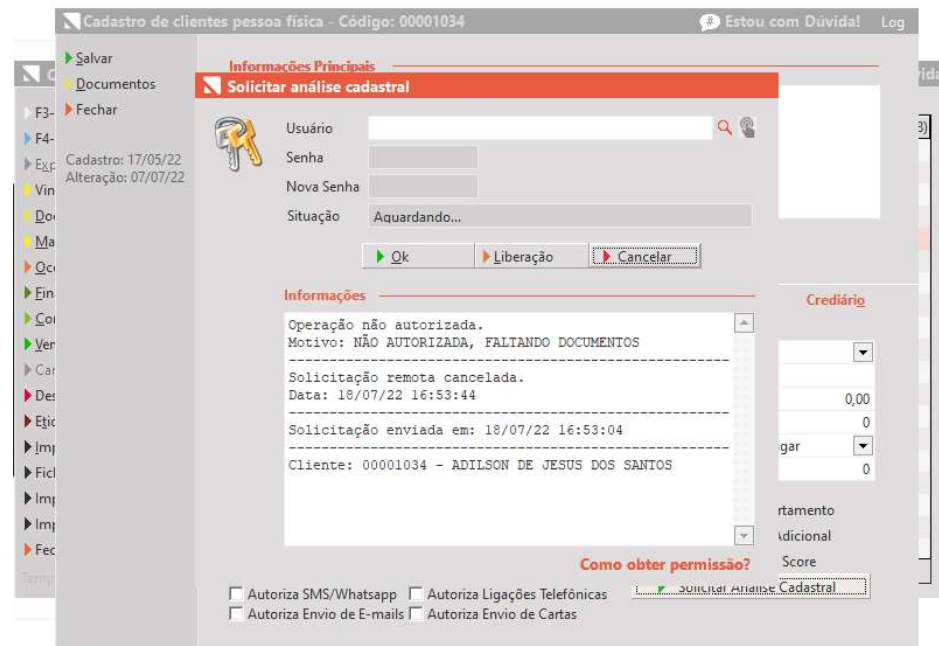 Cadastro de clientes pessoa física - Código: 00001034
Estou com Dúvida!
Log
Salvar
Documentos
Fechar
Cadastro: 17/05/22
Alteração: 07/07/22
Informações Principais
Solicitar análise cadastral
Usuário
Senha
Nova Senha
Situação
Aguardando...
Ok
Liberação
Cancelar
Informações
Operação não autorizada.
Motivo: NÃO AUTORIZADA, FALTANDO DOCUMENTOS
Solicitação remota cancelada.
Data: 18/07/22 16:53:44
Solicitação enviada em: 18/07/22 16:53:04
Cliente: 00001034 - ADILSON DE JESUS DOS SANTOS
Como obter permissão?
Crediário
0,00
0
0
Score
Solicitar Análise Cadastral
Autoriza SMS/Whatsapp
Autoriza Ligações Telefônicas
Autoriza Envio de E-mails
Autoriza Envio de Cartas
F3-
F4-